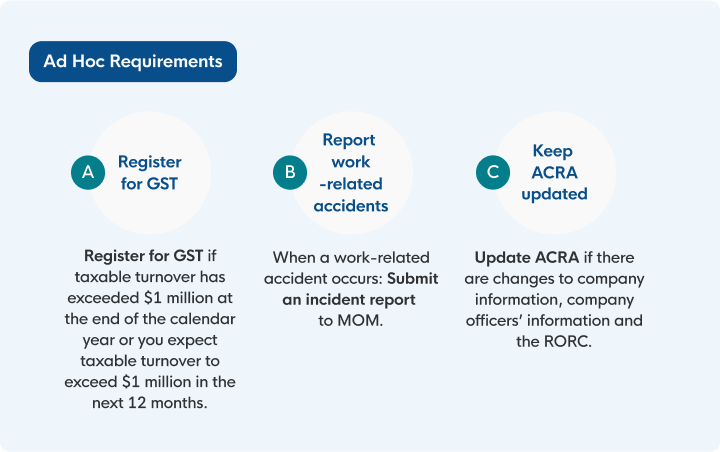 Ad Hoc Requirements
A
Register
for GST
Register for GST if
taxable turnover has
exceeded $1 million at
the end of the calendar
year or you expect
taxable turnover to
exceed $1 million in the
next 12 months.
B
Report
work
-related
accidents
When a work-related
accident occurs: Submit
an incident report
to MOM.
C
Keep
ACRA
updated
Update ACRA if there
are changes to company
information, company
officers’ information and
the RORC.